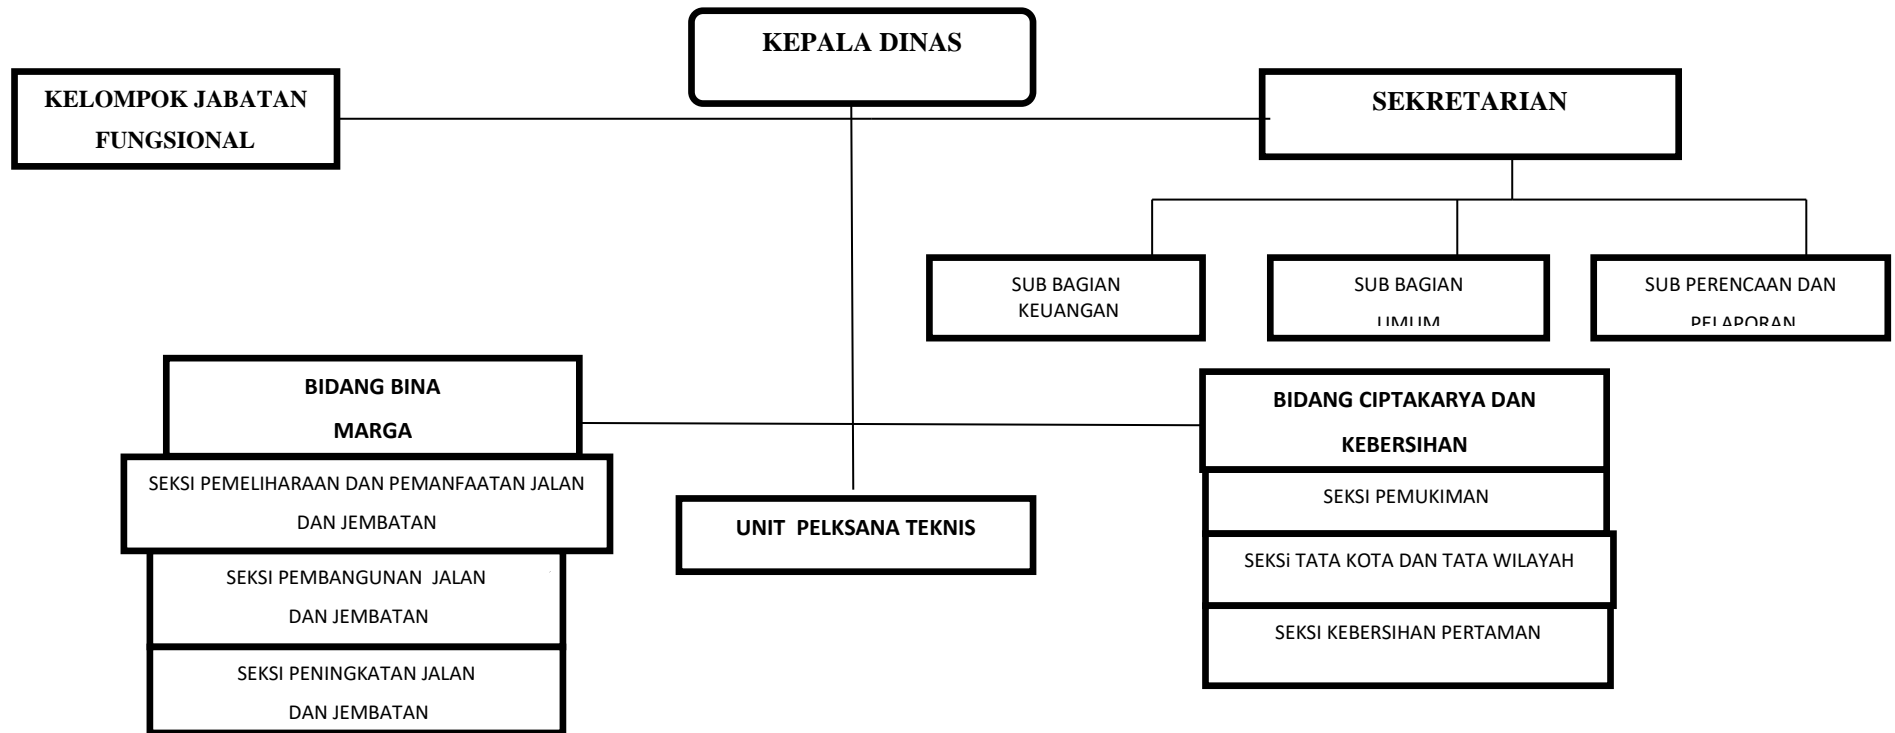 KEPALA DINAS
KELOMPOK JABATAN
FUNGSIONAL
SEKRETARIAN
SUB BAGIAN
KEUANGAN
SUB BAGIAN
UMUM
SUB PERENCAAN DAN
PELAPORAN
BIDANG BINA
MARGA
SEKSI PEMELIHARAAN DAN PEMANFAATAN JALAN
DAN JEMBATAN
SEKSI PEMBANGUNAN JALAN
DAN JEMBATAN
SEKSI PENINGKATAN JALAN
DAN JEMBATAN
UNIT PELKSANA TEKNIS
BIDANG CIPTAKARYA DAN
KEBERSIHAN
SEKSI PEMUKIMAN
SEKSi TATA KOTA DAN TATA WILAYAH
SEKSI KEBERSIHAN PERTAMAN